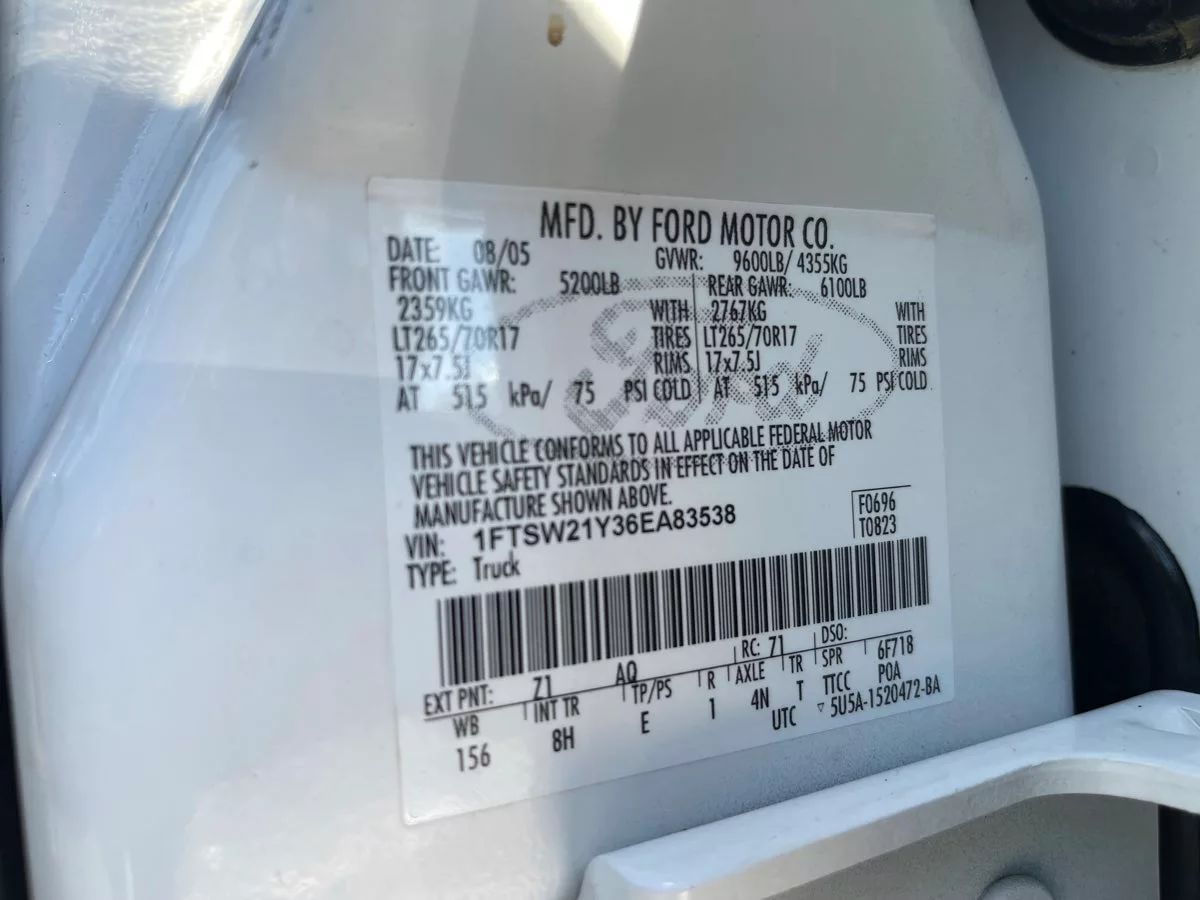 MFD. BY FORD MOTOR CO.
DATE: 08/05 GVWR: 9600LB/ 4355KG
FRONT GAWR: 5200LB REAR GAWR: 6100LB
2359KG WITH 2767KG WITH
LT265/70R17 TIRES LT265/70R17 TIRES
17x7.5J RIMS 17x7.5J RIMS
AT 515 kPa/ 75 PSI COLD AT 515 kPa/ 75 PSI COLD
Ford
THIS VEHICLE CONFORMS TO ALL APPLICABLE FEDERAL MOTOR
VEHICLE SAFETY STANDARDS IN EFFECT ON THE DATE OF
MANUFACTURE SHOWN ABOVE.
VIN: 1FTSW21Y36EA83538 F0696
TYPE: Truck T0823
EXT PNT: Z1 AQ RC: 71 DSO: 6F718
WB INT TR TP/PS R AXLE TR SPR POA
156 8H E 1 4N T TTCC
UTC ▽ 5U5A-1520472-BA